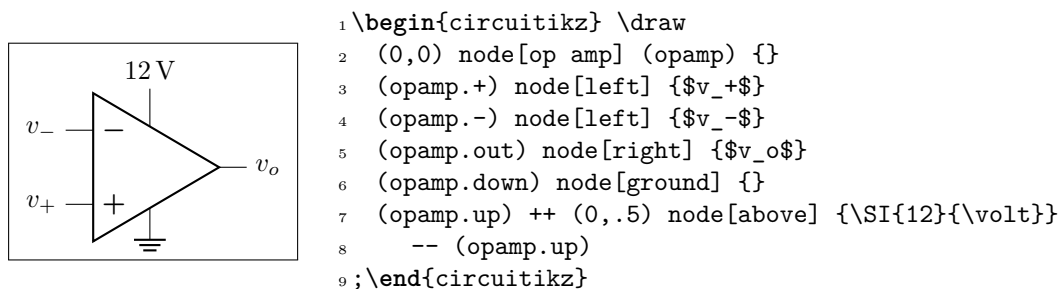 12 V
v−
−
vo
v+
+
1 \begin{circuitikz} \draw
2 (0,0) node[op amp] (opamp) {}
3 (opamp.+) node[left] {$v_+$}
4 (opamp.-) node[left] {$v_-$}
5 (opamp.out) node[right] {$v_o$}
6 (opamp.down) node[ground] {}
7 (opamp.up) ++ (0,.5) node[above] {\SI{12}{\volt}}
8 -- (opamp.up)
9 ;\end{circuitikz}